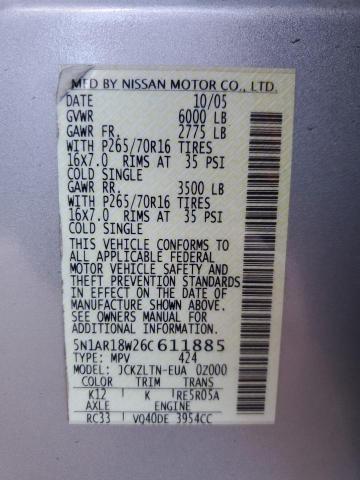 MFD BY NISSAN MOTOR CO., LTD.
DATE 10/05
GVWR 6000 LB
GAWR FR. 2775 LB
WITH P265/70R16 TIRES
16x7.0 RIMS AT 35 PSI
COLD SINGLE
GAWR RR. 3500 LB
WITH P265/70R16 TIRES
16x7.0 RIMS AT 35 PSI
COLD SINGLE
THIS VEHICLE CONFORMS TO
ALL APPLICABLE FEDERAL
MOTOR VEHICLE SAFETY AND
THEFT PREVENTION STANDARDS
IN EFFECT ON THE DATE OF
MANUFACTURE SHOWN ABOVE.
SEE OWNERS MANUAL FOR
ADDITIONAL INFORMATION.
5N1AR18W26C611885
TYPE: MPV 424
MODEL: JCKZLTN-EUA 0Z000
COLOR TRIM TRANS
K12 K RE5R05A
AXLE ENGINE
RC33 VQ40DE 3954CC